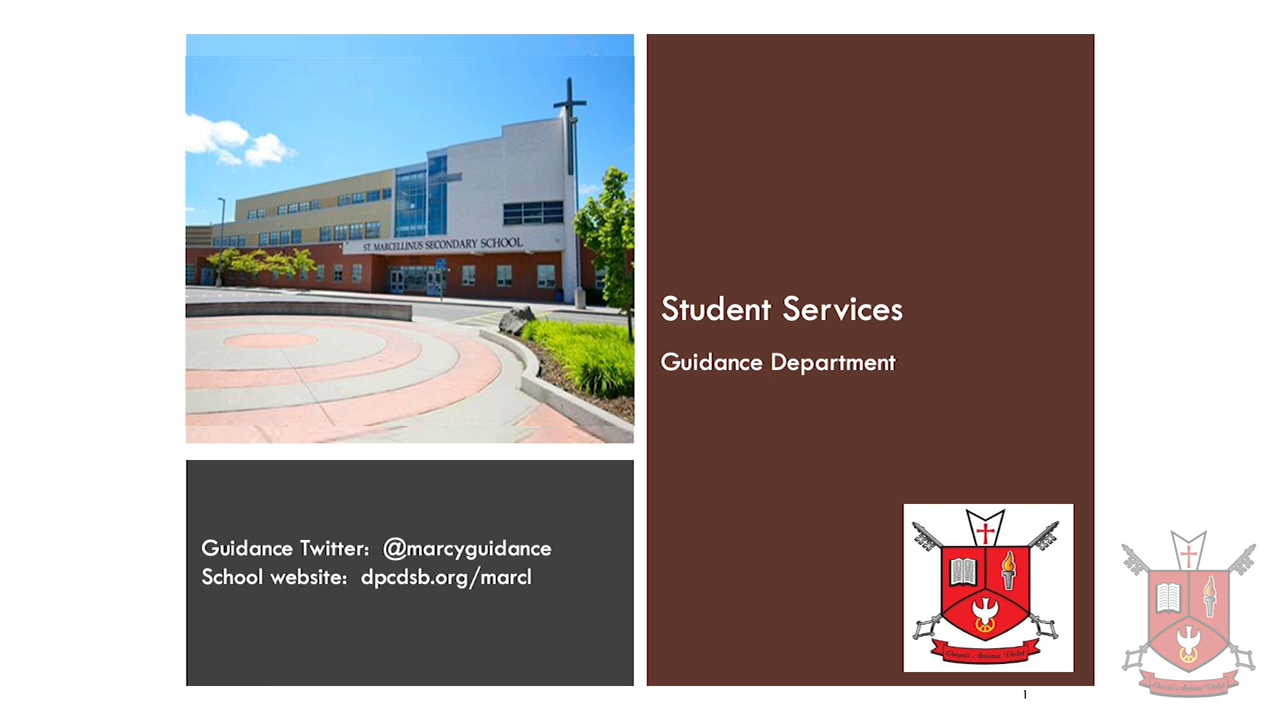 ST. MARCELLINUS SECONDARY SCHOOL
Student Services
Guidance Department
Guidance Twitter: @marcyguidance
School website: dpcdsb.org/marcl
1